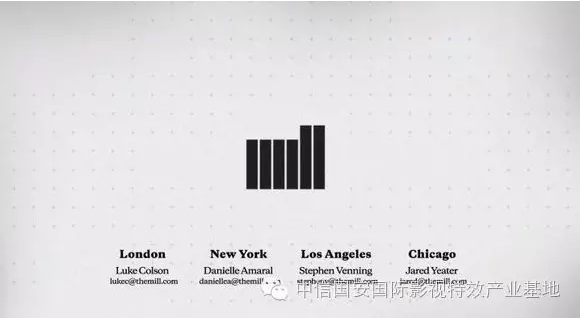 London New York Los Angeles Chicago
Luke Colson Danielle Amaral Stephen Venning Jared Yeater
lukec@themill.com daniellea@themill.com stephenv@themill.com jared@themill.com
中信国安国际影视特效产业基地